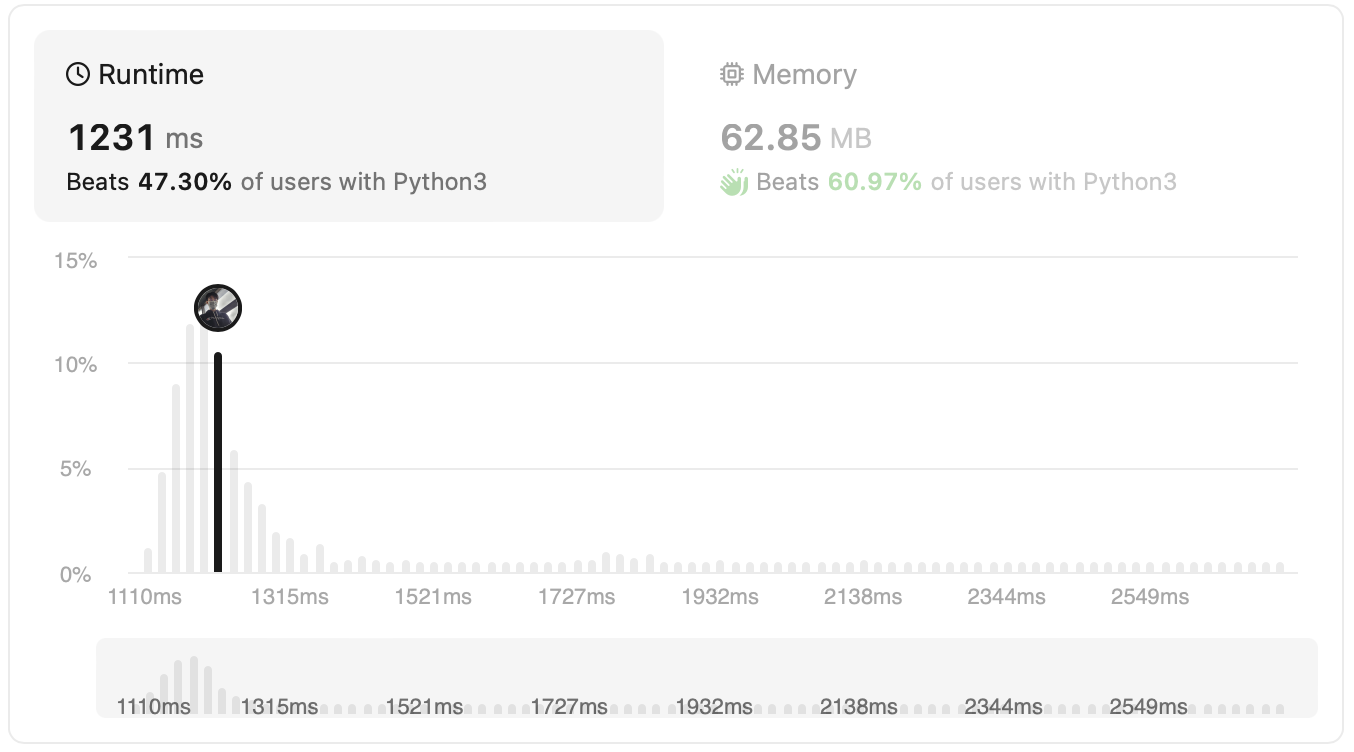 Runtime
1231 ms
Beats 47.30% of users with Python3
Memory
62.85 MB
Beats 60.97% of users with Python3
15%
10%
5%
0%
1110ms 1315ms 1521ms 1727ms 1932ms 2138ms 2344ms 2549ms
1110ms 1315ms 1521ms 1727ms 1932ms 2138ms 2344ms 2549ms